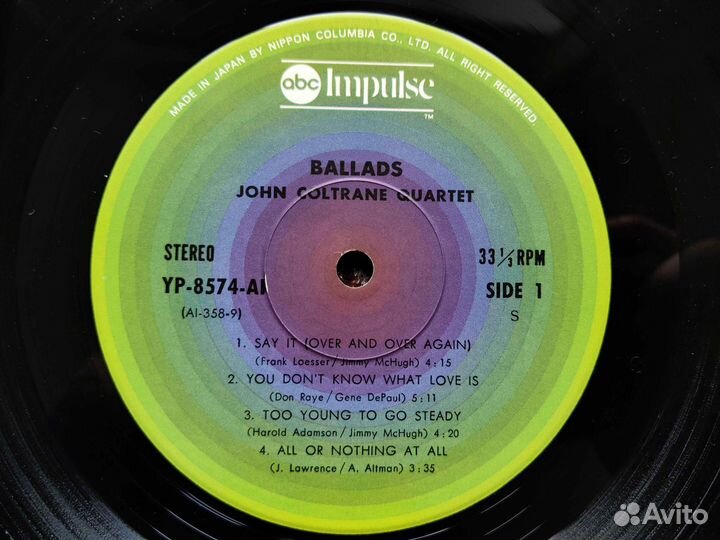 MADE IN JAPAN BY NIPPON COLUMBIA CO., LTD. ALL RIGHT RESERVED.
abc Impulse
TM
BALLADS
JOHN COLTRANE QUARTET
STEREO
33 1/3 RPM
YP-8574-AI
SIDE 1
(AI-358-9)
S
1. SAY IT (OVER AND OVER AGAIN)
(Frank Loesser/Jimmy McHugh) 4:15
2. YOU DON'T KNOW WHAT LOVE IS
(Don Raye/Gene DePaul) 5:11
3. TOO YOUNG TO GO STEADY
(Harold Adamson/Jimmy McHugh) 4:20
4. ALL OR NOTHING AT ALL
(J. Lawrence/A. Altman) 3:35
Avito